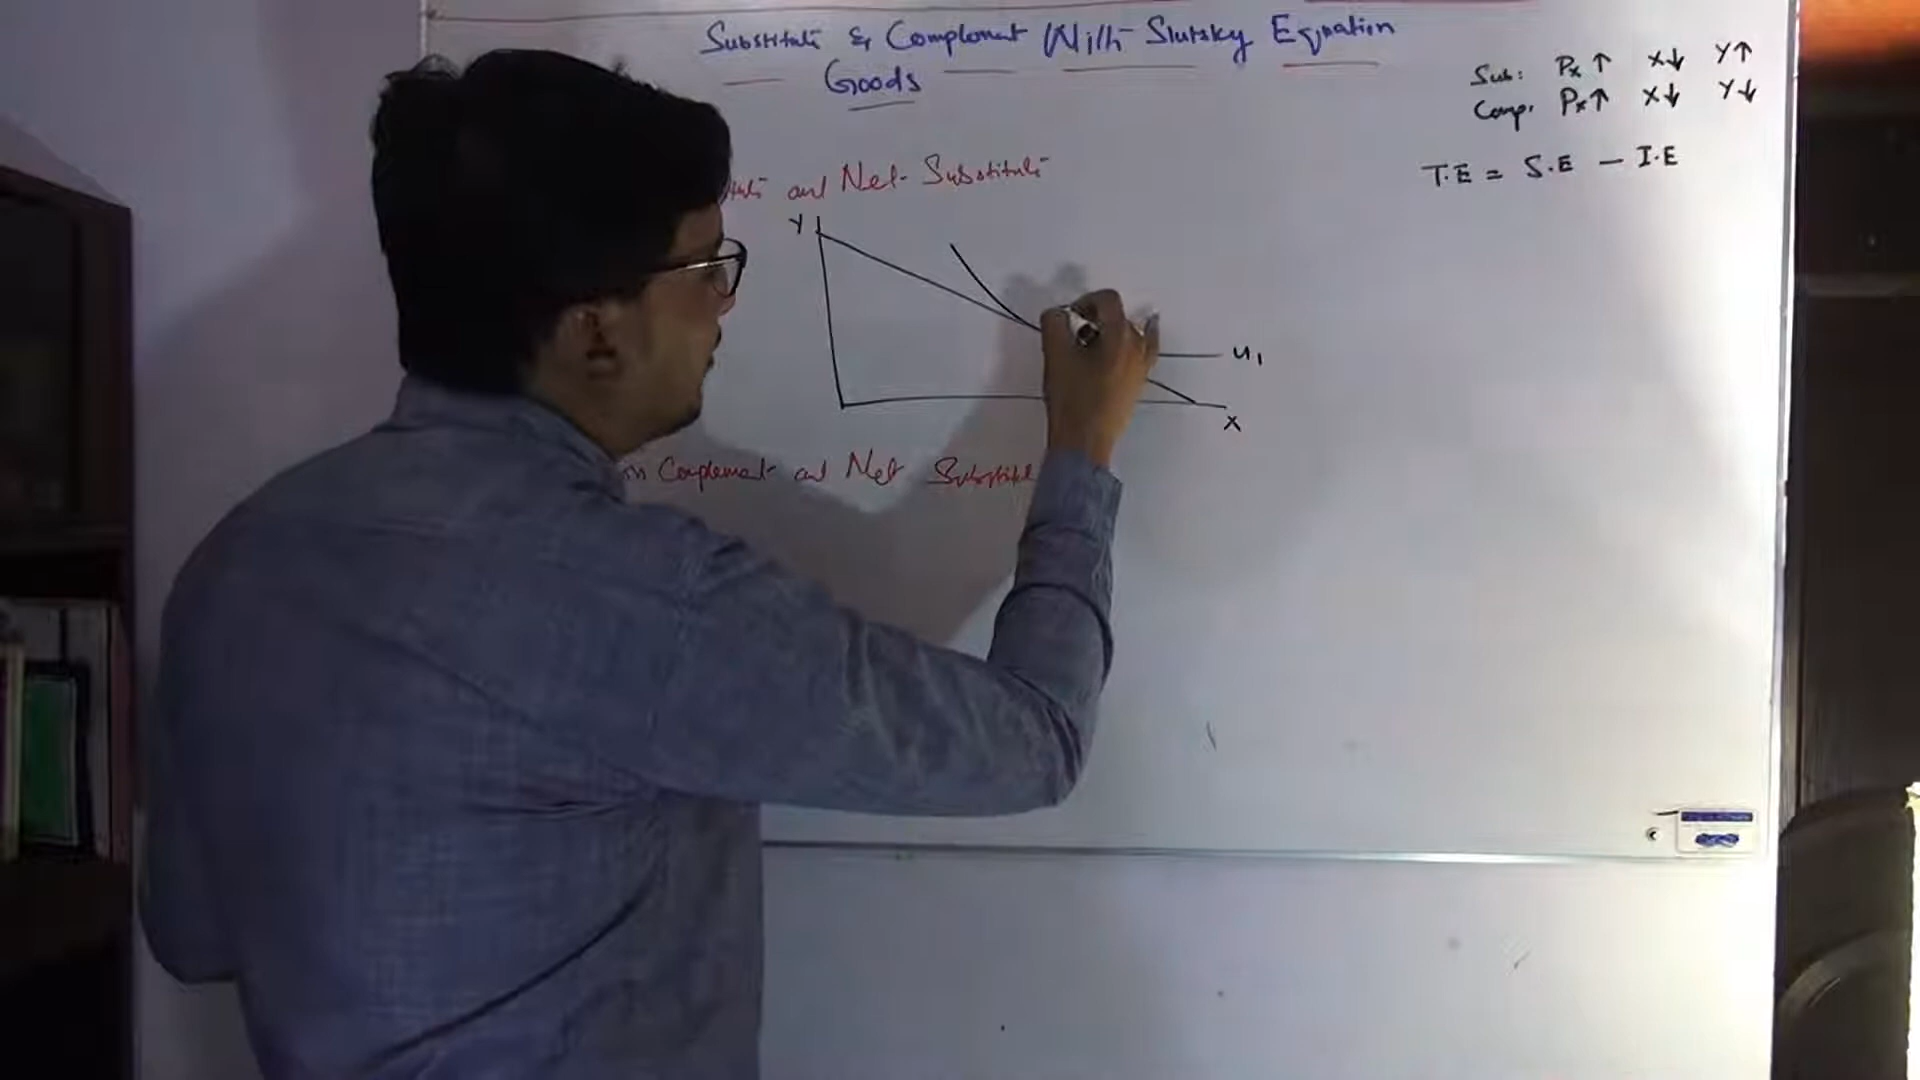 Substitute & Complement With Slutsky Equation
Goods
Sub: Px ↑ X↓ Y↑
Comp. Px ↑ X↓ Y↓
T.E = S.E - I.E
and Net-Substitute
Y
U1
X
Complement and Net Substitute